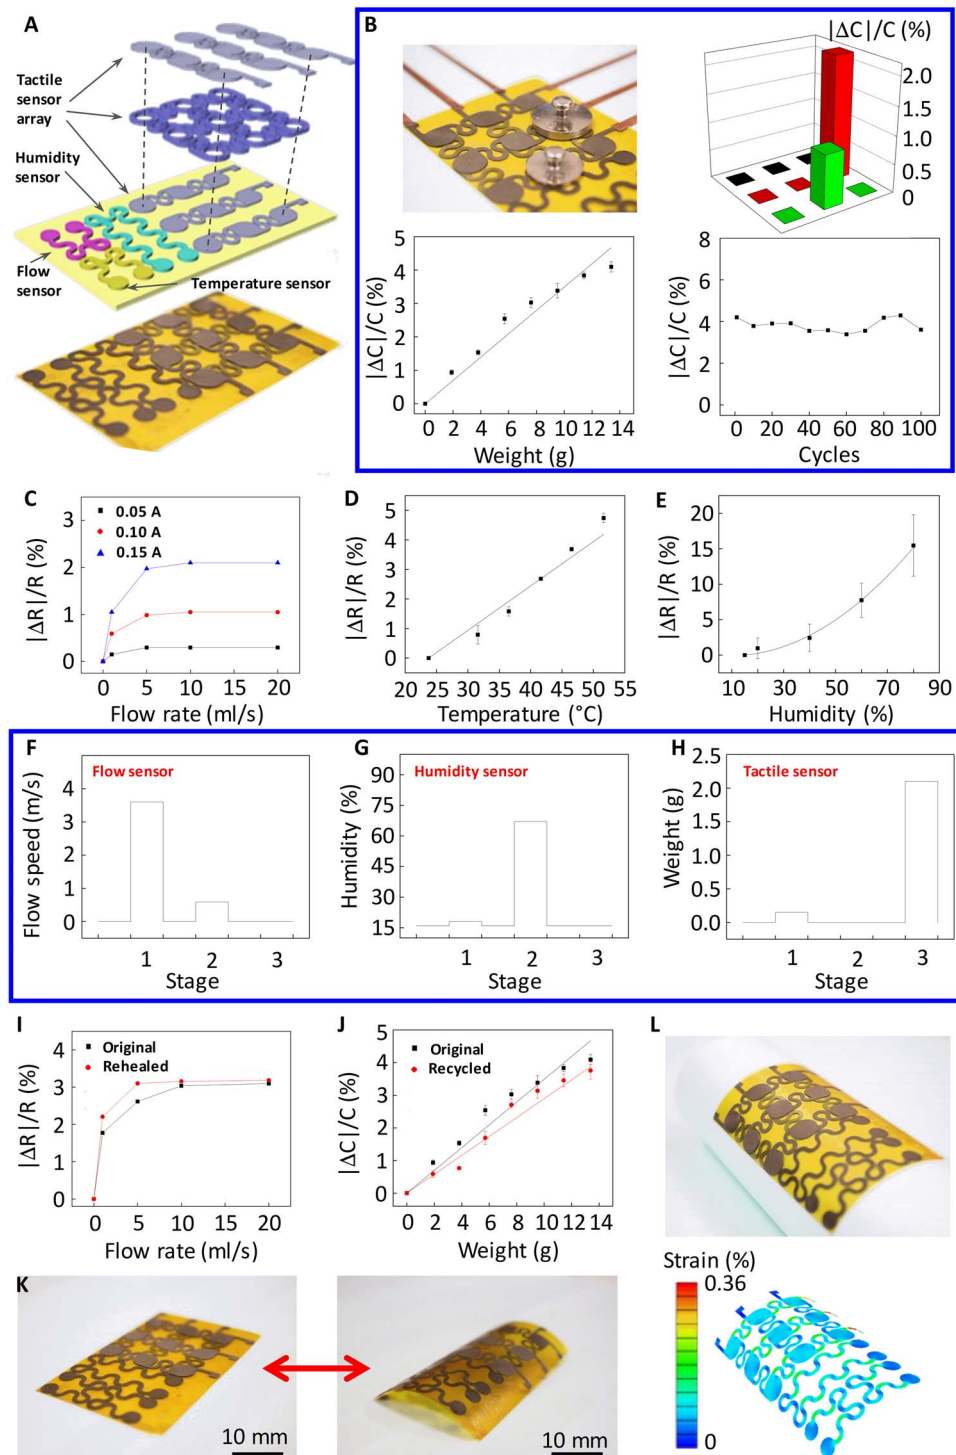 A
Tactile
sensor
array
Humidity
sensor
Flow
sensor
Temperature sensor
B
|ΔC|/C (%)
2.0
1.5
1.0
0.5
0
|ΔC|/C (%)
5
4
3
2
1
0
0 2 4 6 8 10 12 14
Weight (g)
|ΔC|/C (%)
8
6
4
2
0
0 20 40 60 80 100
Cycles
C
0.05 A
0.10 A
0.15 A
|ΔR|/R (%)
3
2
1
0
0 5 10 15 20
Flow rate (ml/s)
D
|ΔR|/R (%)
6
5
4
3
2
1
0
20 25 30 35 40 45 50 55
Temperature (°C)
E
|ΔR|/R (%)
20
15
10
5
0
10 30 50 70 90
Humidity (%)
F
Flow sensor
Flow speed (m/s)
4
3
2
1
0
1 2 3
Stage
G
Humidity sensor
Humidity (%)
90
75
60
45
30
15
1 2 3
Stage
H
Tactile sensor
Weight (g)
2.5
2.0
1.5
1.0
0.5
0.0
1 2 3
Stage
I
Original
Rehealed
|ΔR|/R (%)
4
3
2
1
0
0 5 10 15 20
Flow rate (ml/s)
J
Original
Recycled
|ΔC|/C (%)
5
4
3
2
1
0
0 2 4 6 8 10 12 14
Weight (g)
K
10 mm
10 mm
L
Strain (%)
0.36
0